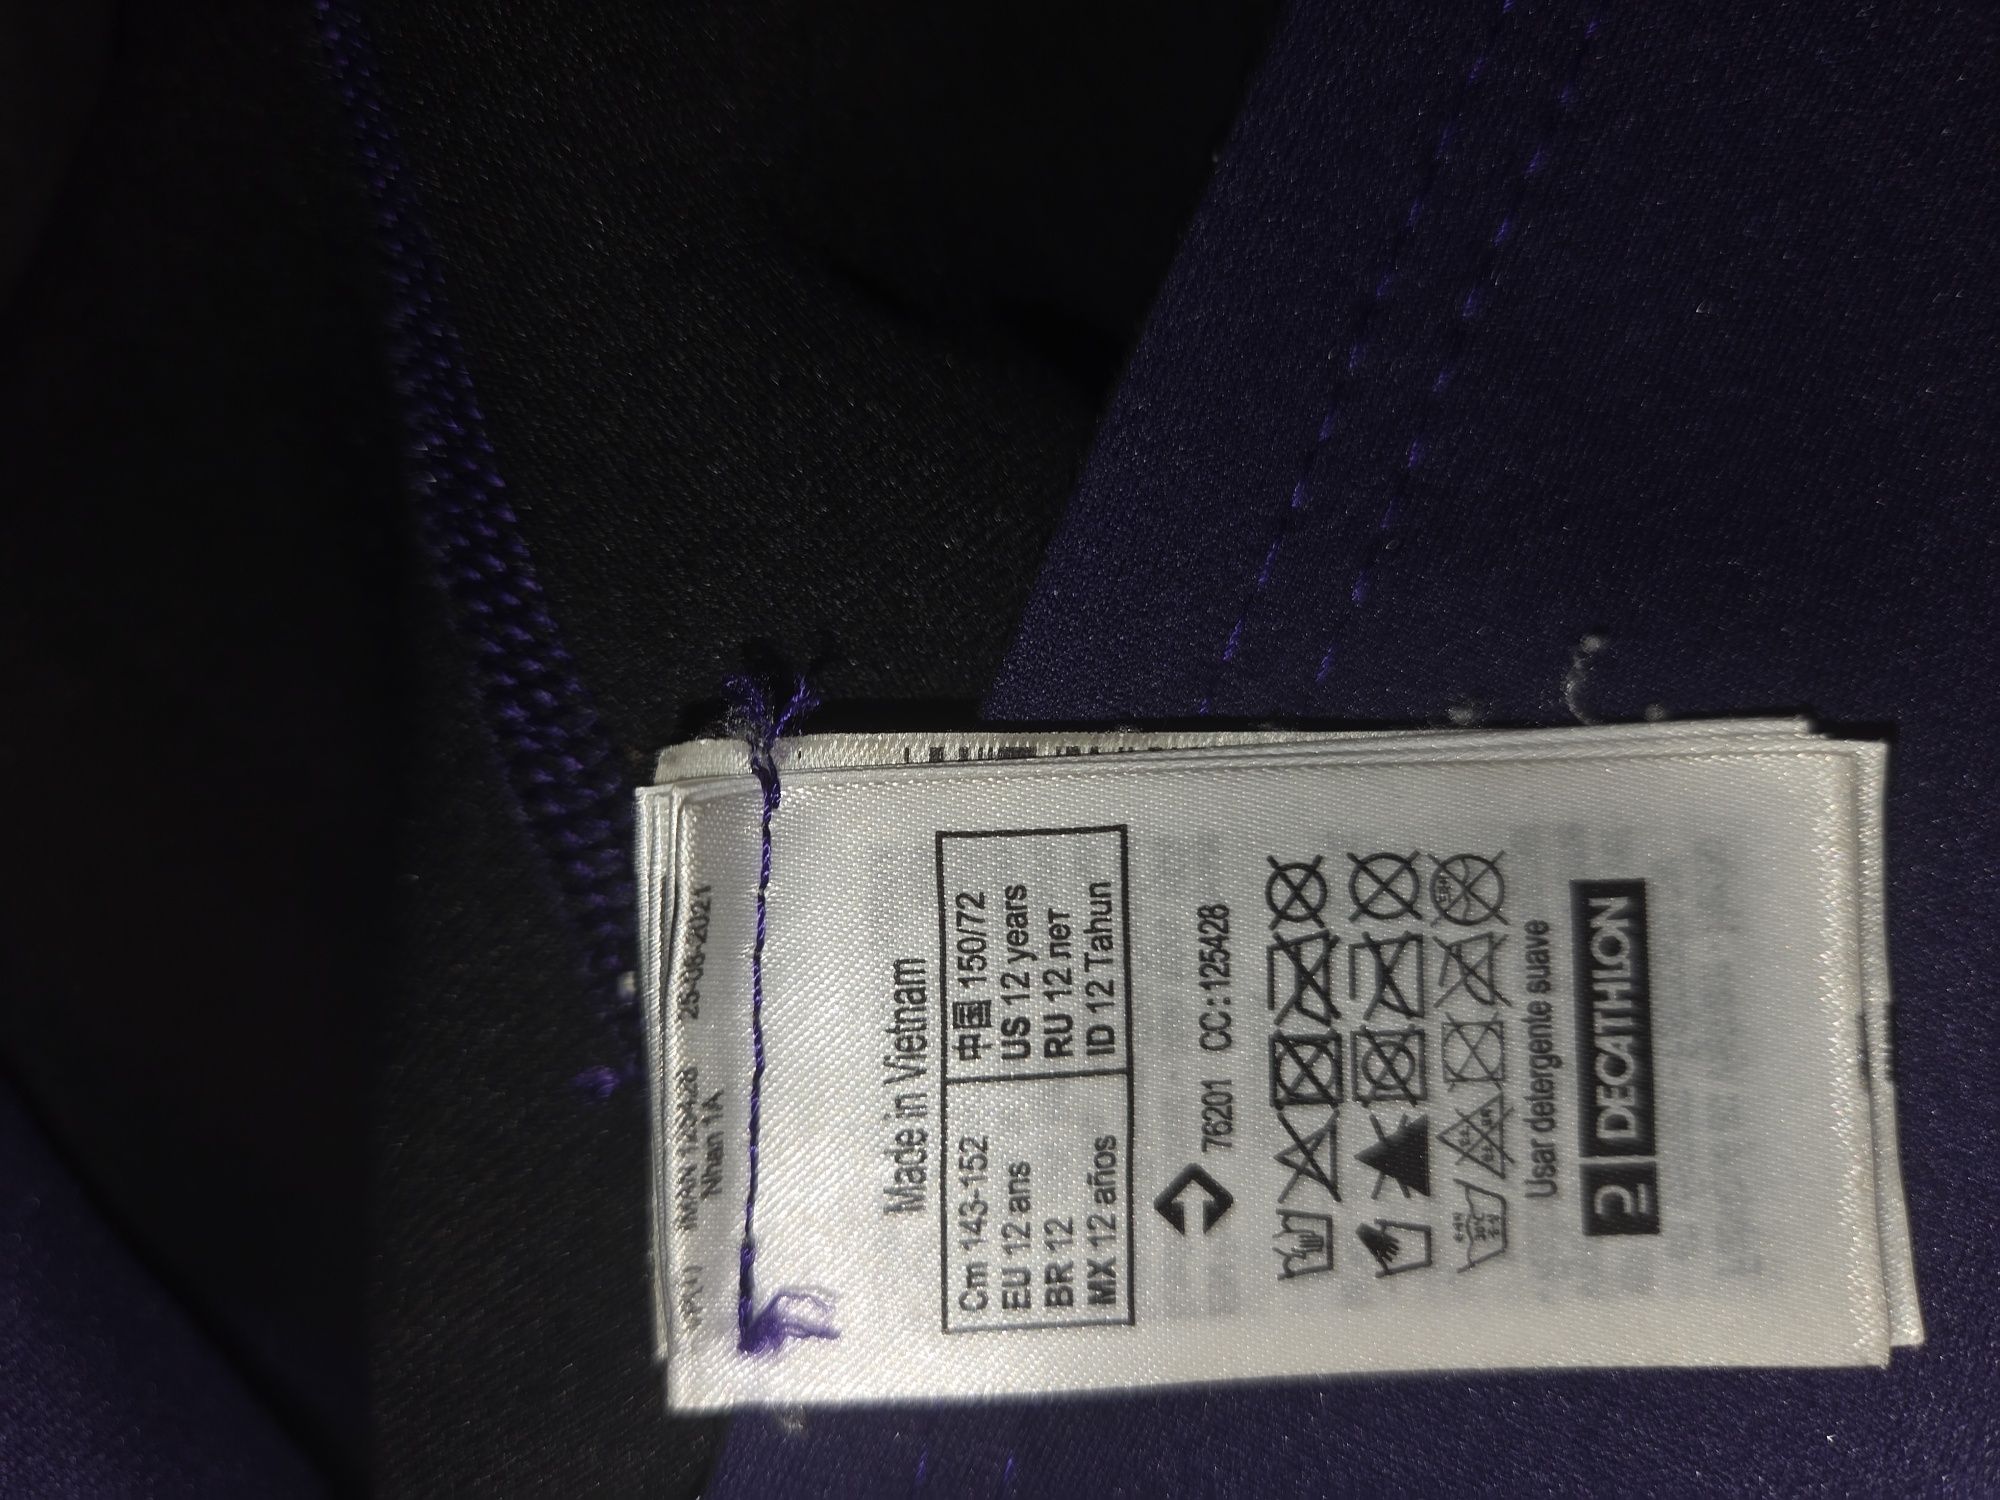 25-06-2021
Nhan 1A
Made in Vietnam
Cm 143-152 中国 150/72
EU 12 ans US 12 years
BR 12 RU 12 лет
MX 12 años ID 12 Tahun
76201 CC:125428
Usar detergente suave
DECATHLON